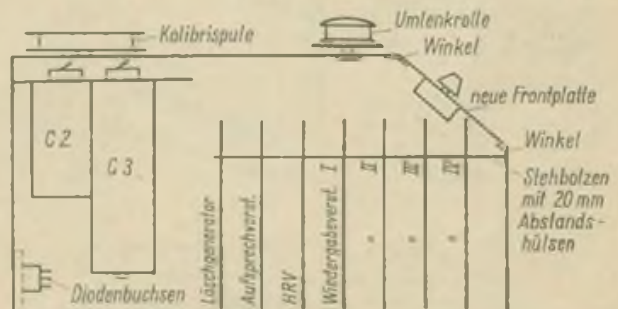 Kalibrispule
Umlenkrolle
Winkel
neue Frontplatte
C2
C3
Winkel
Stehbolzen
mit 20 mm
Abstands-
hülsen
Löschgenerator
Aufsprechverst.
HRV
Wiedergabeverst. I
" II
" III
" IV
Diodenbuchsen